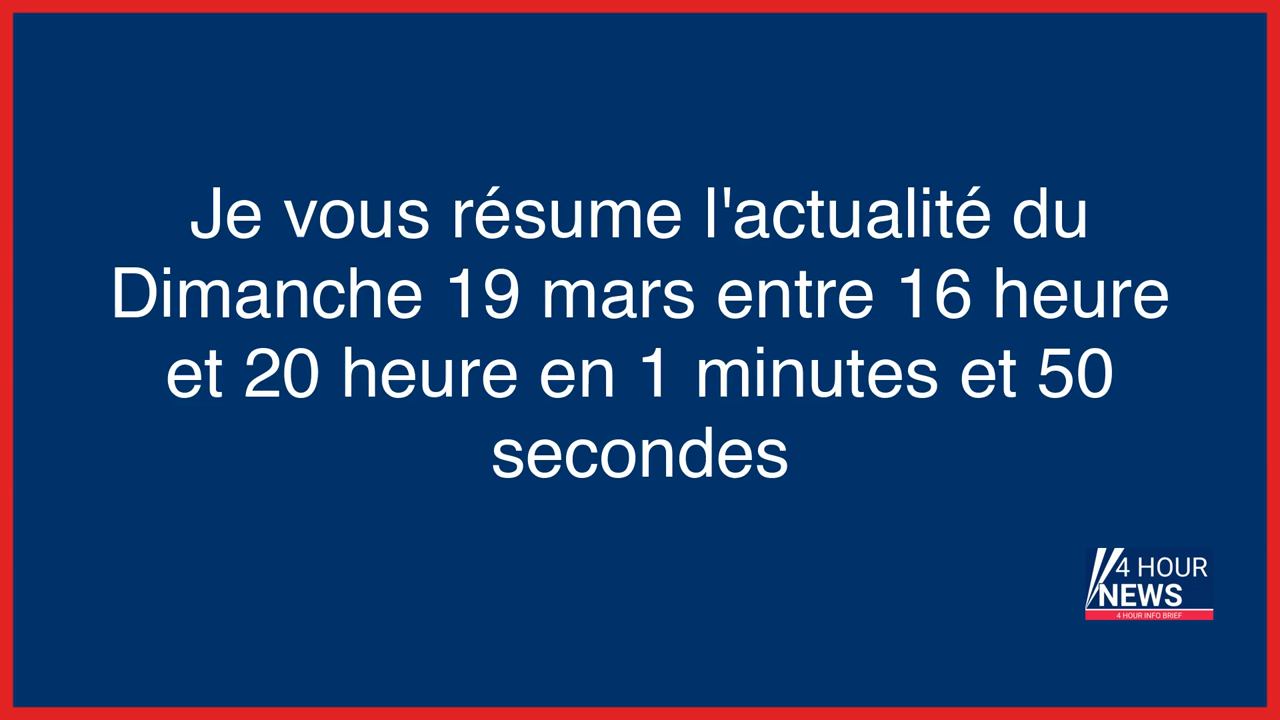 Je vous résume l'actualité du
Dimanche 19 mars entre 16 heure
et 20 heure en 1 minutes et 50
secondes
4 HOUR
NEWS
4 HOUR INFO BRIEF